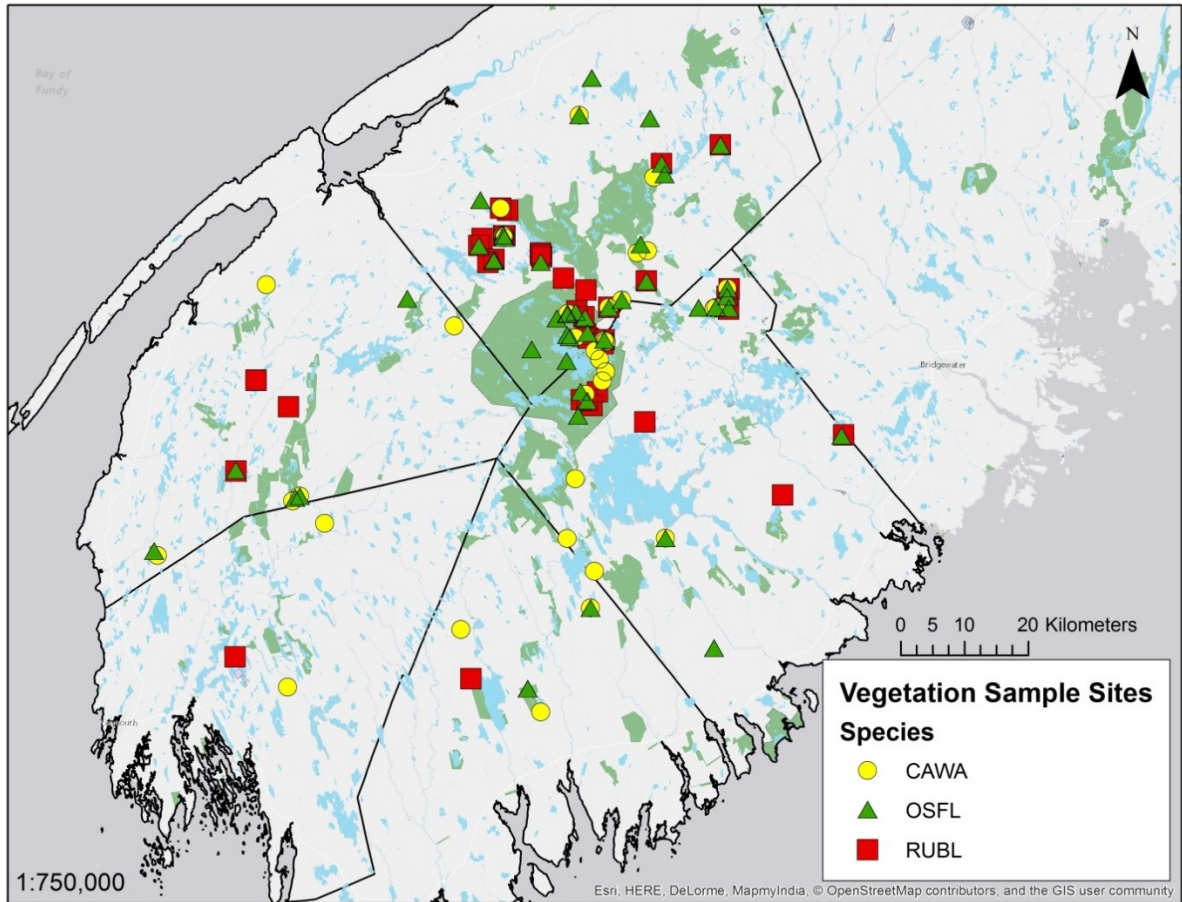 Bay of
Fundy
N
Bridgewater
0 5 10 20 Kilometers
Vegetation Sample Sites
Species
CAWA
OSFL
RUBL
1:750,000
Esri, HERE, DeLorme, MapmyIndia, © OpenStreetMap contributors, and the GIS user community